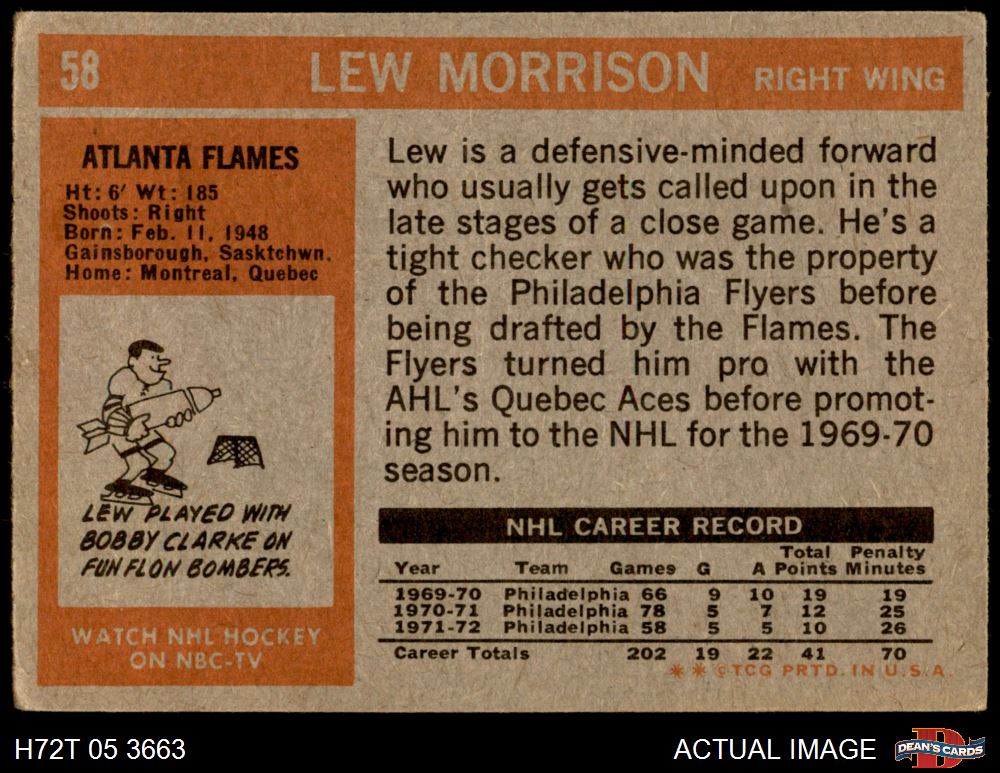 58 LEW MORRISON RIGHT WING
ATLANTA FLAMES
Ht: 6' Wt: 185
Shoots: Right
Born: Feb. 11, 1948
Gainsborough, Sasktchwn.
Home: Montreal, Quebec
LEW PLAYED WITH
BOBBY CLARKE ON
FUN FLON BOMBERS.
WATCH NHL HOCKEY
ON NBC-TV
Lew is a defensive-minded forward
who usually gets called upon in the
late stages of a close game. He's a
tight checker who was the property
of the Philadelphia Flyers before
being drafted by the Flames. The
Flyers turned him pro with the
AHL's Quebec Aces before promot-
ing him to the NHL for the 1969-70
season.
NHL CAREER RECORD
Total Penalty
Year Team Games G A Points Minutes
1969-70 Philadelphia 66 9 10 19 19
1970-71 Philadelphia 78 5 7 12 25
1971-72 Philadelphia 58 5 5 10 26
Career Totals 202 19 22 41 70
* * © TCG PRTD. IN U.S.A.
H72T 05 3663 ACTUAL IMAGE DEAN'S CARDS